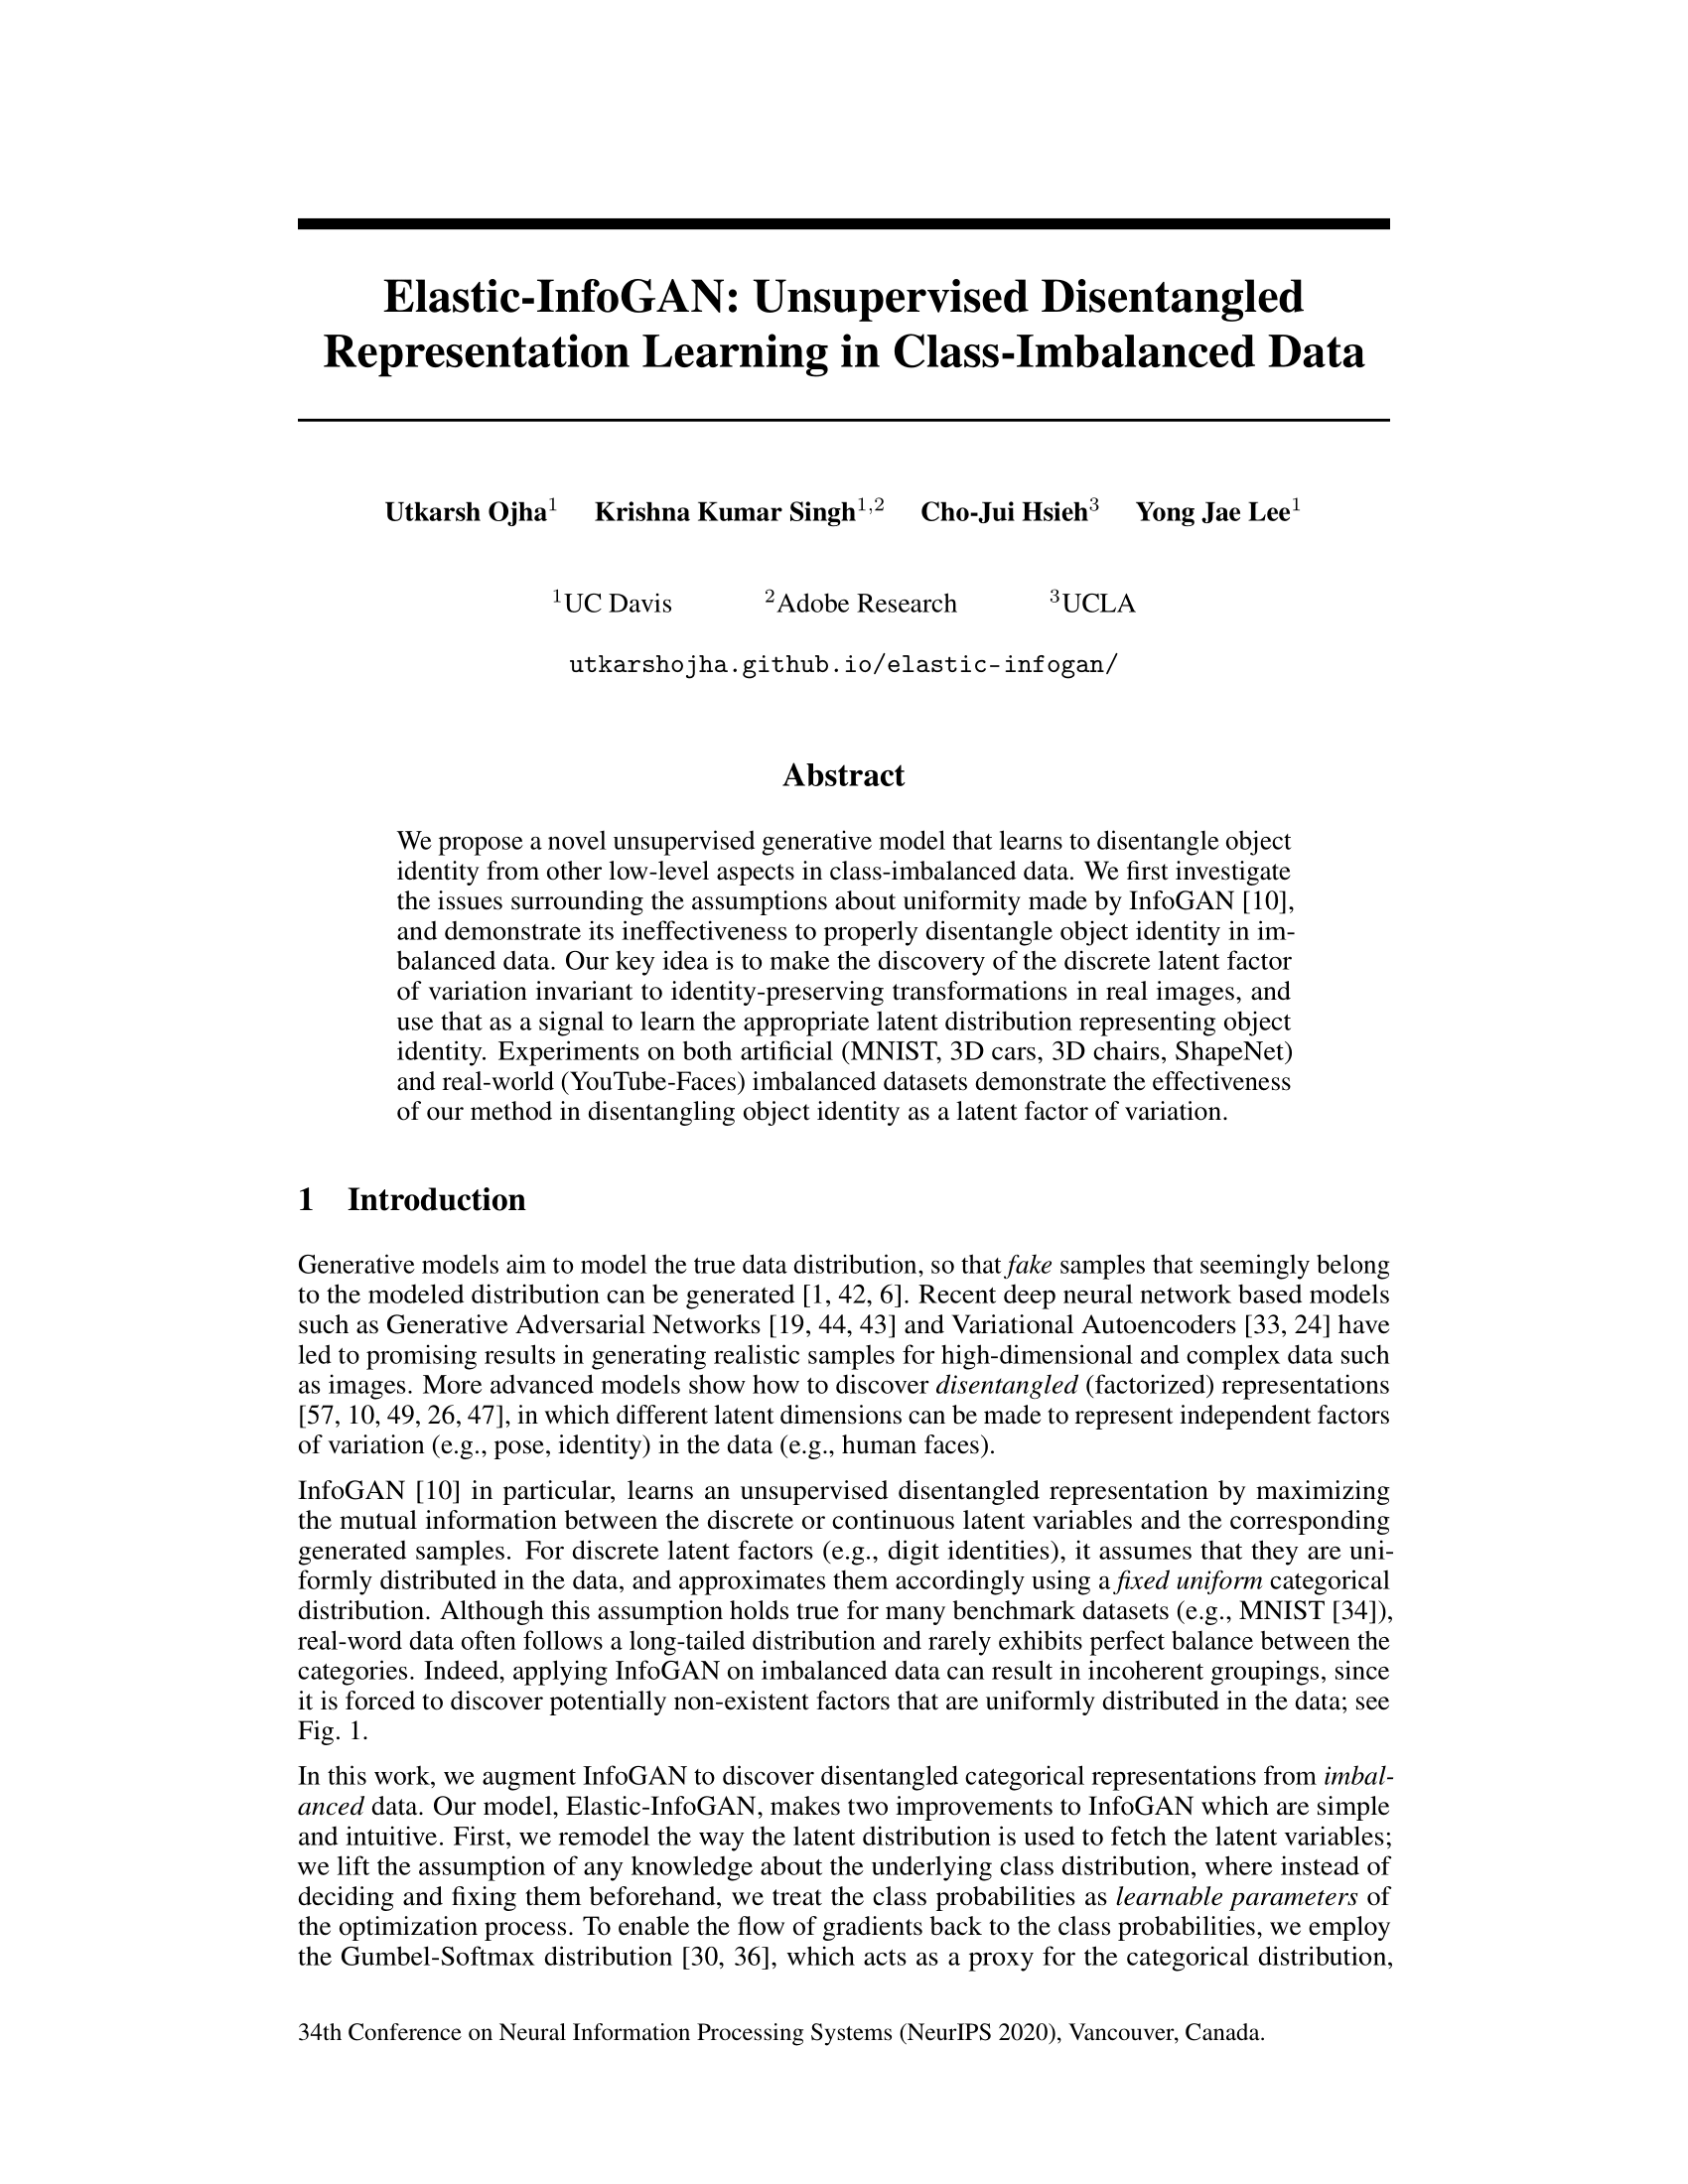 Elastic-InfoGAN: Unsupervised Disentangled
Representation Learning in Class-Imbalanced Data
Utkarsh Ojha1 Krishna Kumar Singh1,2 Cho-Jui Hsieh3 Yong Jae Lee1
1UC Davis 2Adobe Research 3UCLA
utkarshojha.github.io/elastic-infogan/
Abstract
We propose a novel unsupervised generative model that learns to disentangle object
identity from other low-level aspects in class-imbalanced data. We first investigate
the issues surrounding the assumptions about uniformity made by InfoGAN [10],
and demonstrate its ineffectiveness to properly disentangle object identity in im-
balanced data. Our key idea is to make the discovery of the discrete latent factor
of variation invariant to identity-preserving transformations in real images, and
use that as a signal to learn the appropriate latent distribution representing object
identity. Experiments on both artificial (MNIST, 3D cars, 3D chairs, ShapeNet)
and real-world (YouTube-Faces) imbalanced datasets demonstrate the effectiveness
of our method in disentangling object identity as a latent factor of variation.
1 Introduction
Generative models aim to model the true data distribution, so that fake samples that seemingly belong
to the modeled distribution can be generated [1, 42, 6]. Recent deep neural network based models
such as Generative Adversarial Networks [19, 44, 43] and Variational Autoencoders [33, 24] have
led to promising results in generating realistic samples for high-dimensional and complex data such
as images. More advanced models show how to discover disentangled (factorized) representations
[57, 10, 49, 26, 47], in which different latent dimensions can be made to represent independent factors
of variation (e.g., pose, identity) in the data (e.g., human faces).
InfoGAN [10] in particular, learns an unsupervised disentangled representation by maximizing
the mutual information between the discrete or continuous latent variables and the corresponding
generated samples. For discrete latent factors (e.g., digit identities), it assumes that they are uni-
formly distributed in the data, and approximates them accordingly using a fixed uniform categorical
distribution. Although this assumption holds true for many benchmark datasets (e.g., MNIST [34]),
real-word data often follows a long-tailed distribution and rarely exhibits perfect balance between the
categories. Indeed, applying InfoGAN on imbalanced data can result in incoherent groupings, since
it is forced to discover potentially non-existent factors that are uniformly distributed in the data; see
Fig. 1.
In this work, we augment InfoGAN to discover disentangled categorical representations from imbal-
anced data. Our model, Elastic-InfoGAN, makes two improvements to InfoGAN which are simple
and intuitive. First, we remodel the way the latent distribution is used to fetch the latent variables;
we lift the assumption of any knowledge about the underlying class distribution, where instead of
deciding and fixing them beforehand, we treat the class probabilities as learnable parameters of
the optimization process. To enable the flow of gradients back to the class probabilities, we employ
the Gumbel-Softmax distribution [30, 36], which acts as a proxy for the categorical distribution,
34th Conference on Neural Information Processing Systems (NeurIPS 2020), Vancouver, Canada.